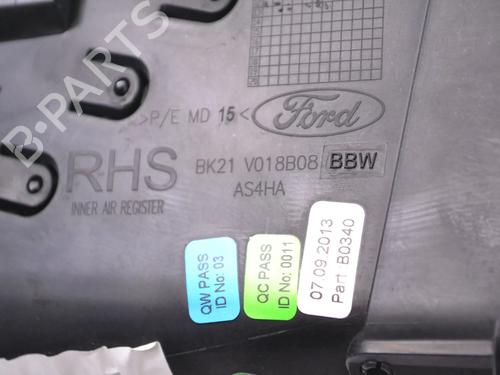 B-PARTS
>P/E MD 15<
Ford
RHS
INNER AIR REGISTER
BK21 V018B08 BBW
AS4HA
QW PASS
ID No: 03
QC PASS
ID No: 0011
07.09.2013
Part: B0340